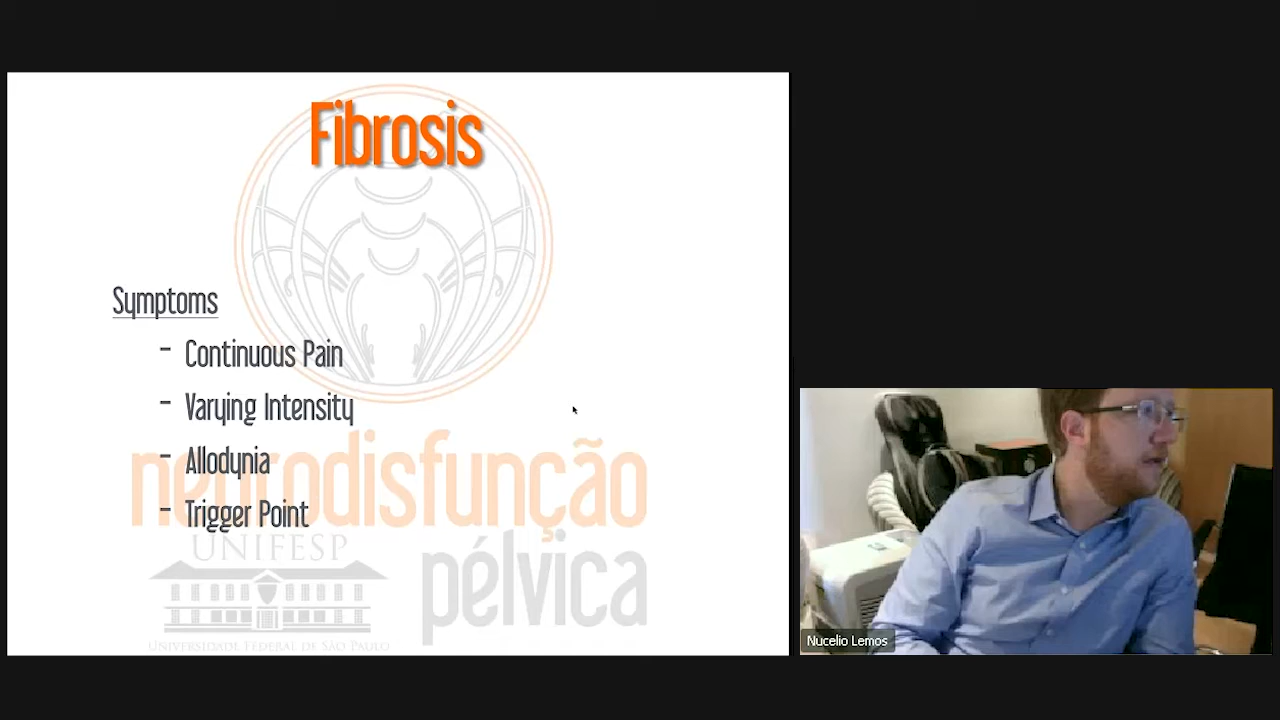 Fibrosis
Symptoms
- Continuous Pain
- Varying Intensity
- Allodynia
- Trigger Point
neurodisfunção
pélvica
UNIFESP
UNIVERSIDADE FEDERAL DE SÃO PAULO
Nucelio Lemos